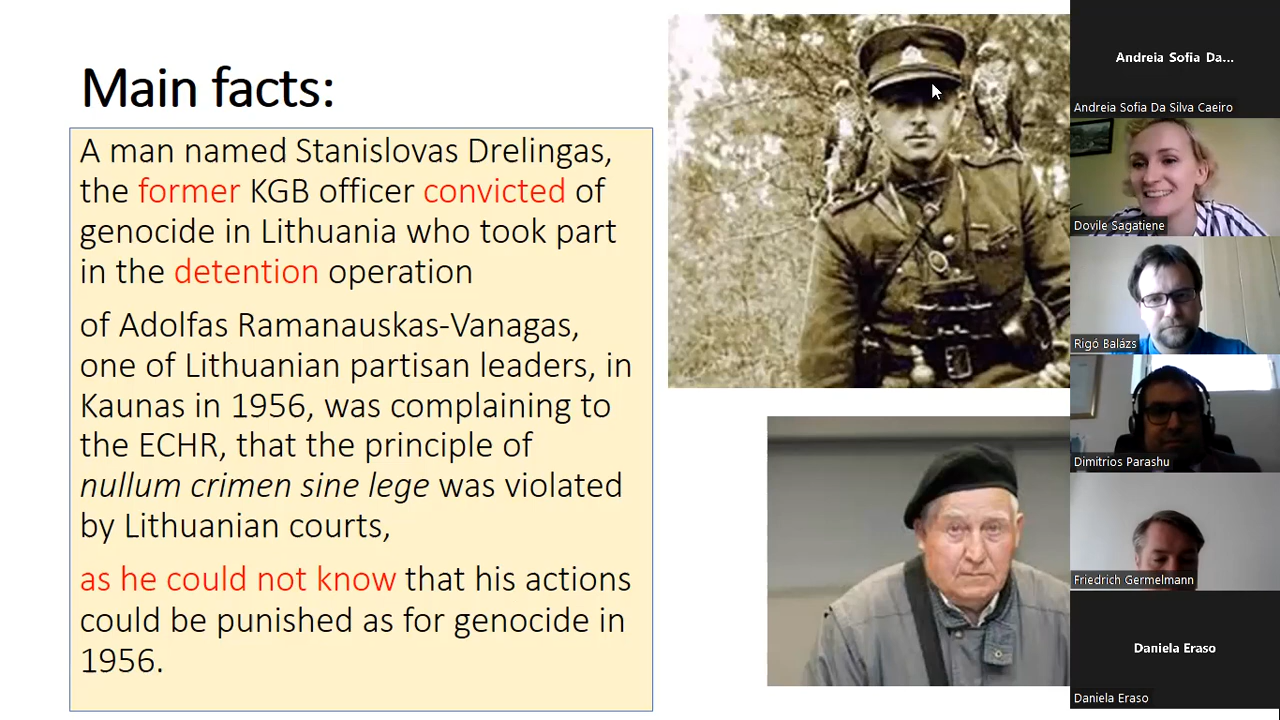 Main facts:
A man named Stanislovas Drelingas,
the former KGB officer convicted of
genocide in Lithuania who took part
in the detention operation
of Adolfas Ramanauskas-Vanagas,
one of Lithuanian partisan leaders, in
Kaunas in 1956, was complaining to
the ECHR, that the principle of
nullum crimen sine lege was violated
by Lithuanian courts,
as he could not know that his actions
could be punished as for genocide in
1956.
Andreia Sofia Da...
Andreia Sofia Da Silva Caeiro
Dovile Sagatiene
Rigó Balázs
Dimitrios Parashu
Friedrich Germelmann
Daniela Eraso
Daniela Eraso